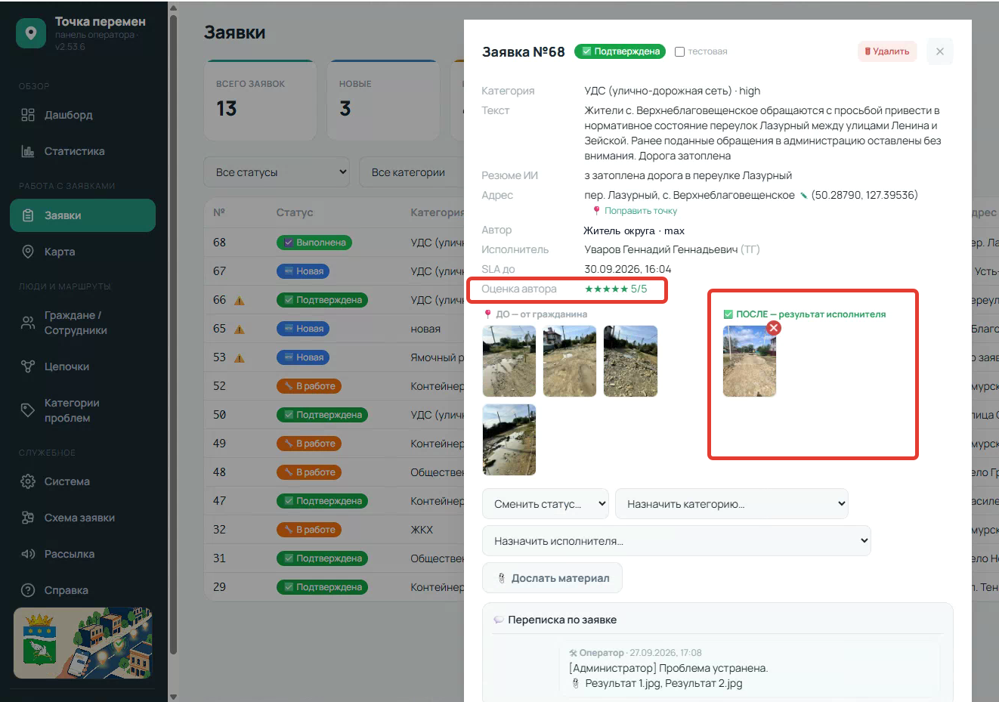 Точка перемен
панель оператора ·
v2.53.6
ОБЗОР
Дашборд
Статистика
РАБОТА С ЗАЯВКАМИ
Заявки
Карта
ЛЮДИ И МАРШРУТЫ
Граждане /
Сотрудники
Цепочки
Категории
проблем
СЛУЖЕБНОЕ
Система
Схема заявки
Рассылка
Справка
Заявки
ВСЕГО ЗАЯВОК
13
НОВЫЕ
3
Все статусы
Все категории
№ Статус Категория дрес
68 Выполнена УДС (улич ер. Ла
67 Новая УДС (улич Усть-
66 Подтверждена УДС (улич ереул
65 Новая новая Благо
53 Новая Ямочный р о зая
52 В работе Контейнер мурск
50 Подтверждена УДС (улич лица С
49 В работе Контейнер мурск
48 В работе Обществен ело Гр
47 Подтверждена Контейнер асиле
32 В работе ЖКХ мурск
31 Подтверждена Обществен ело Не
29 Подтверждена Контейнер л. Тен
Заявка №68 Подтверждена тестовая Удалить ×
Категория УДС (улично-дорожная сеть) · high
Текст Жители с. Верхнеблаговещенское обращаются с просьбой привести в
нормативное состояние переулок Лазурный между улицами Ленина и
Зейской. Ранее поданные обращения в администрацию оставлены без
внимания. Дорога затоплена
Резюме ИИ з затоплена дорога в переулке Лазурный
Адрес пер. Лазурный, с. Верхнеблаговещенское (50.28790, 127.39536)
Поправить точку
Автор Житель округа · max
Исполнитель Уваров Геннадий Геннадьевич (ТГ)
SLA до 30.09.2026, 16:04
Оценка автора ★★★★★ 5/5
ДО — от гражданина
ПОСЛЕ — результат исполнителя
Сменить статус...
Назначить категорию...
Назначить исполнителя...
Дослать материал
Переписка по заявке
Оператор · 27.09.2026, 17:08
[Администратор] Проблема устранена.
Результат 1.jpg, Результат 2.jpg